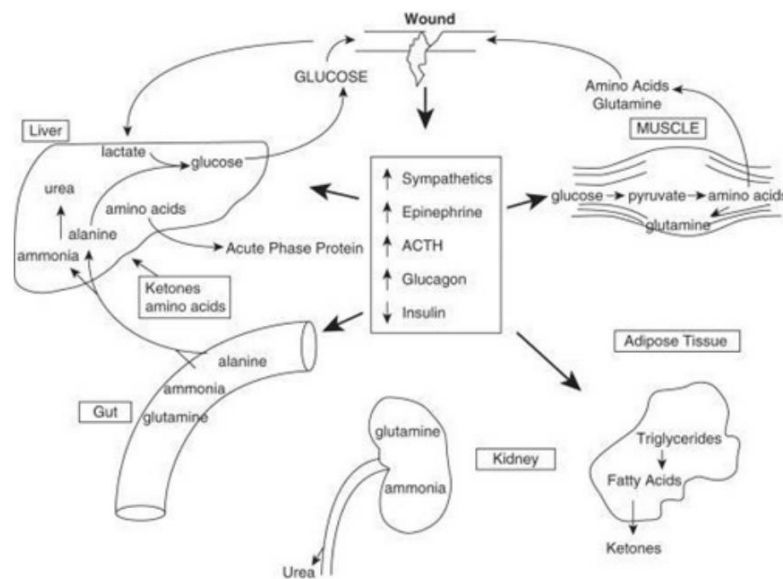 Wound
GLUCOSE
Amino Acids
Glutamine
Liver
MUSCLE
lactate
glucose
urea
amino acids
alanine
ammonia
Acute Phase Protein
Ketones
amino acids
Sympathetics
Epinephrine
ACTH
Glucagon
Insulin
glucose pyruvate amino acids
glutamine
Adipose Tissue
alanine
ammonia
glutamine
Gut
glutamine
ammonia
Kidney
Urea
Triglycerides
Fatty Acids
Ketones